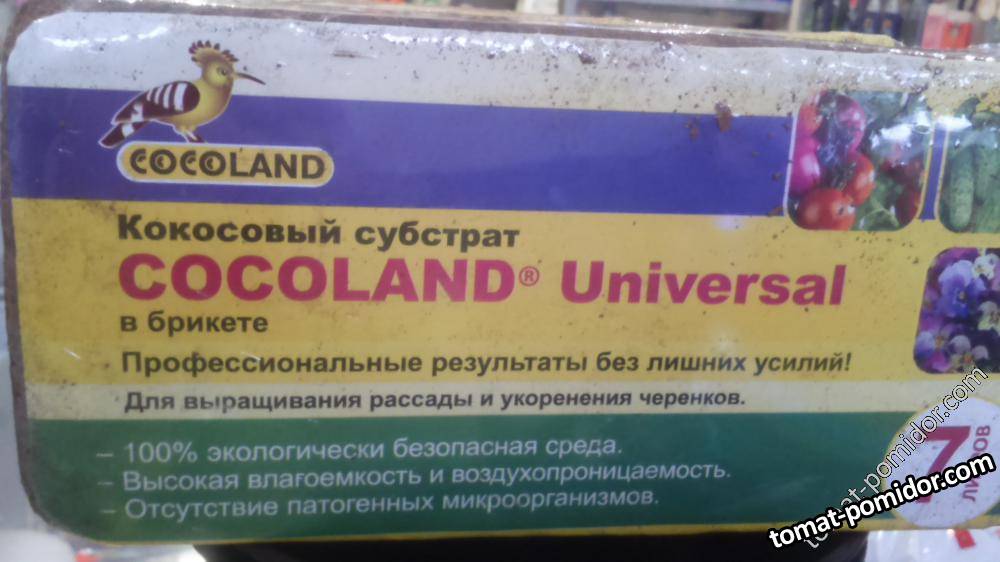 COCOLAND
Кокосовый субстрат
COCOLAND® Universal
в брикете
Профессиональные результаты без лишних усилий!
Для выращивания рассады и укоренения черенков.
– 100% экологически безопасная среда.
– Высокая влагоемкость и воздухопроницаемость.
– Отсутствие патогенных микроорганизмов.
7
tomat-pomidor.com
tomat-pomidor.com